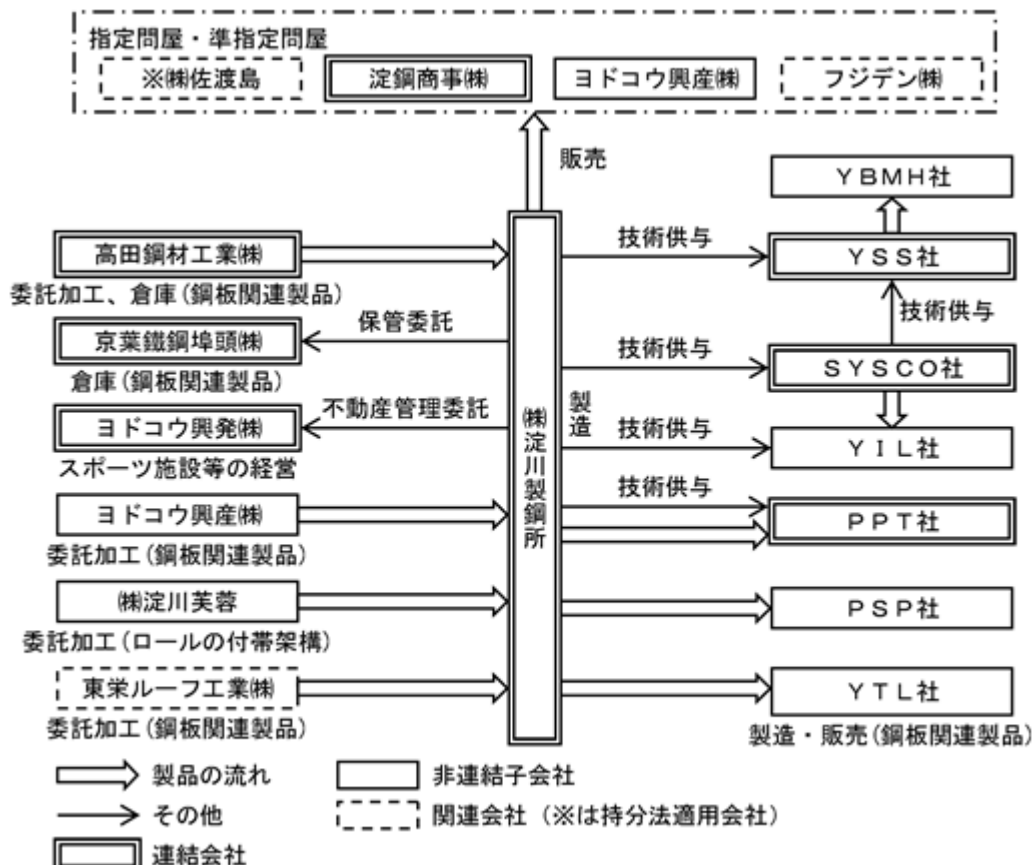 指定問屋・準指定問屋
※㈱佐渡島
淀鋼商事㈱
ヨドコウ興産㈱
フジデン㈱
販売
YBMH社
高田鋼材工業㈱
技術供与
YSS社
委託加工、倉庫(鋼板関連製品)
技術供与
保管委託
京葉鐵鋼埠頭㈱
技術供与
SYSCO社
倉庫(鋼板関連製品)
不動産管理委託
ヨドコウ興発㈱
㈱淀川製鋼所
製造
技術供与
YIL社
スポーツ施設等の経営
技術供与
ヨドコウ興産㈱
PPT社
委託加工(鋼板関連製品)
㈱淀川芙蓉
PSP社
委託加工(ロールの付帯架構)
東栄ルーフ工業㈱
YTL社
委託加工(鋼板関連製品)
製造・販売(鋼板関連製品)
製品の流れ
非連結子会社
その他
関連会社(※は持分法適用会社)
連結会社